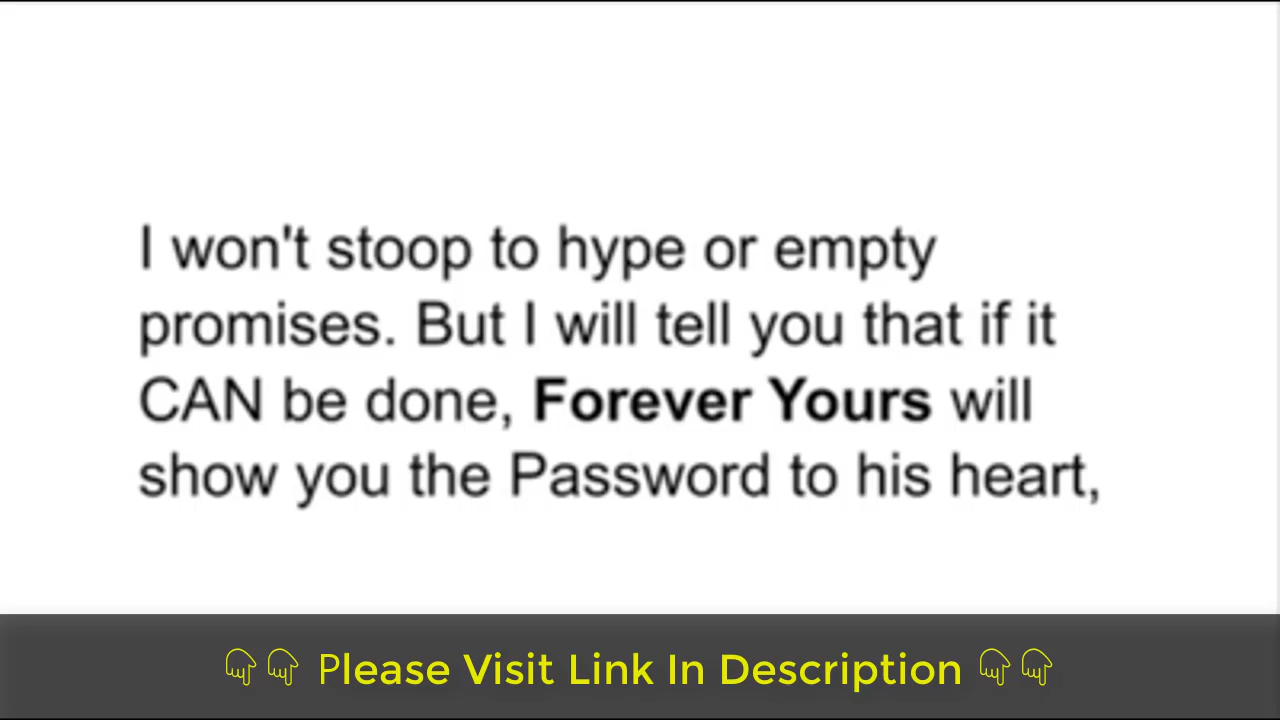 I won't stoop to hype or empty
promises. But I will tell you that if it
CAN be done, Forever Yours will
show you the Password to his heart,
👇👇 Please Visit Link In Description 👇👇